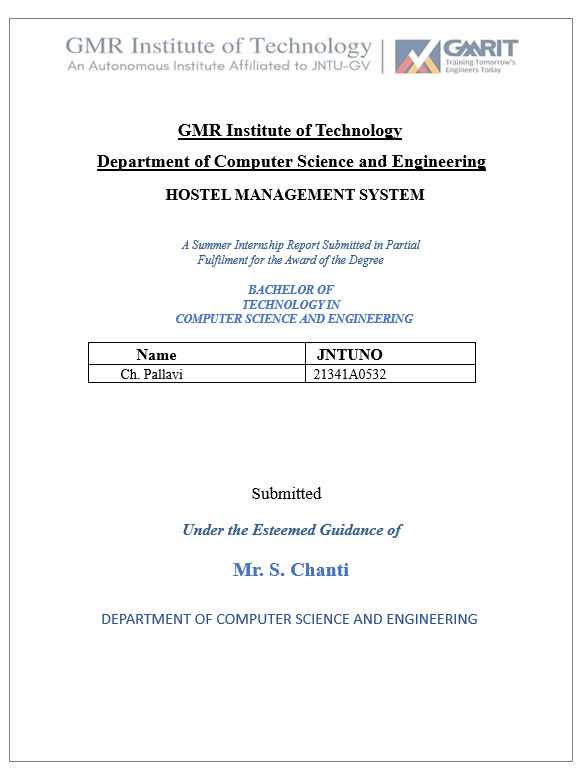 GMR Institute of Technology
An Autonomous Institute Affiliated to JNTU-GV
GMRIT
Training Tomorrow's
Engineers Today
GMR Institute of Technology
Department of Computer Science and Engineering
HOSTEL MANAGEMENT SYSTEM
A Summer Internship Report Submitted in Partial
Fulfilment for the Award of the Degree
BACHELOR OF
TECHNOLOGY IN
COMPUTER SCIENCE AND ENGINEERING
Name JNTUNO
Ch. Pallavi 21341A0532
Submitted
Under the Esteemed Guidance of
Mr. S. Chanti
DEPARTMENT OF COMPUTER SCIENCE AND ENGINEERING